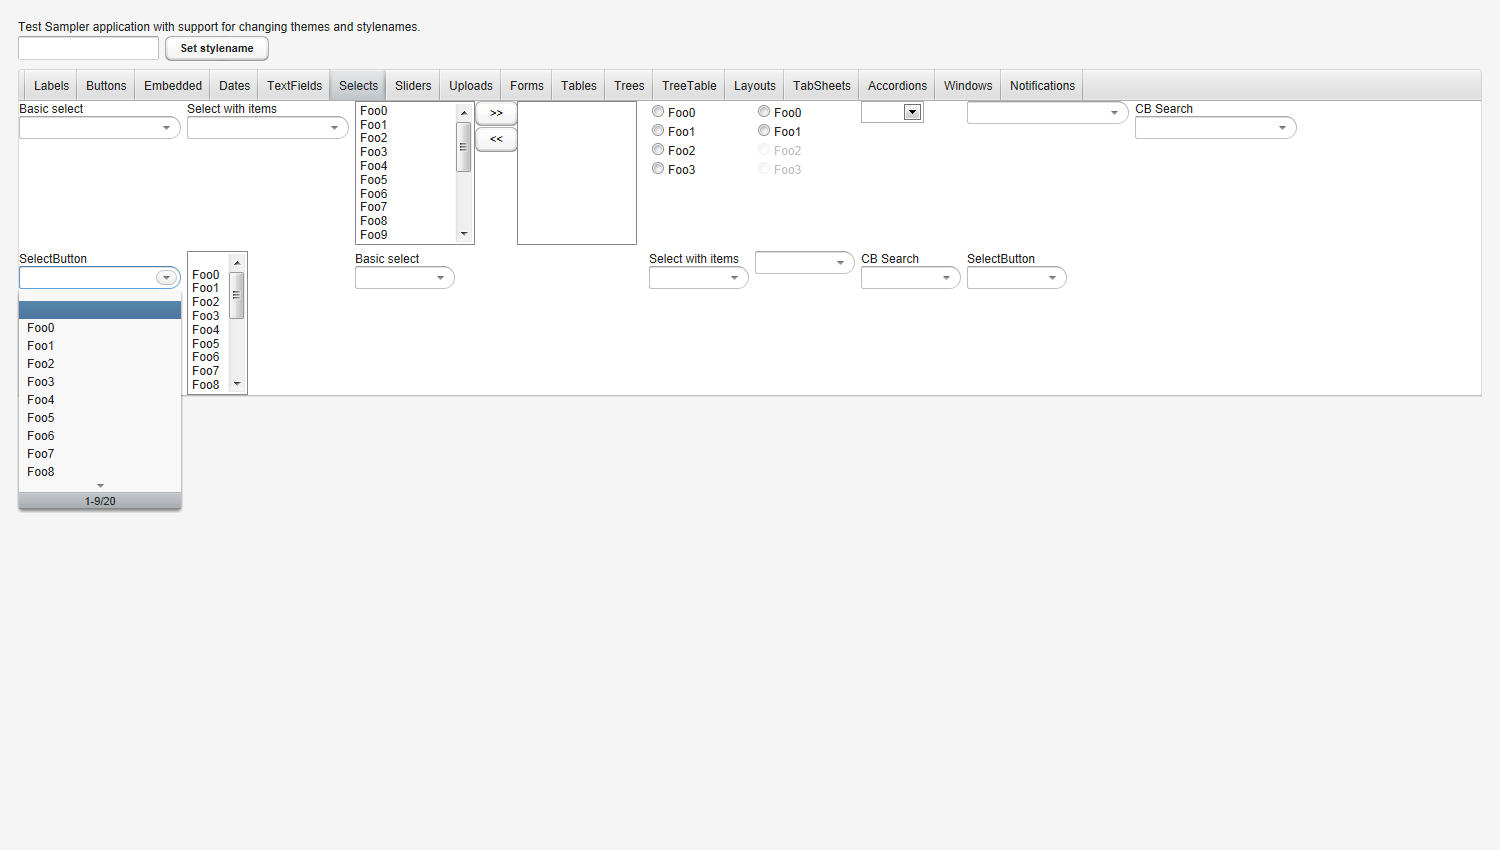 Test Sampler application with support for changing themes and stylenames.
Set stylename
Labels Buttons Embedded Dates TextFields Selects Sliders Uploads Forms Tables Trees TreeTable Layouts TabSheets Accordions Windows Notifications
Basic select
Select with items
Foo0
Foo1
Foo2
Foo3
Foo4
Foo5
Foo6
Foo7
Foo8
Foo9
>>
<<
Foo0
Foo1
Foo2
Foo3
Foo0
Foo1
Foo2
Foo3
CB Search
SelectButton
Foo0
Foo1
Foo2
Foo3
Foo4
Foo5
Foo6
Foo7
Foo8
1-9/20
Foo0
Foo1
Foo2
Foo3
Foo4
Foo5
Foo6
Foo7
Foo8
Basic select
Select with items
CB Search
SelectButton